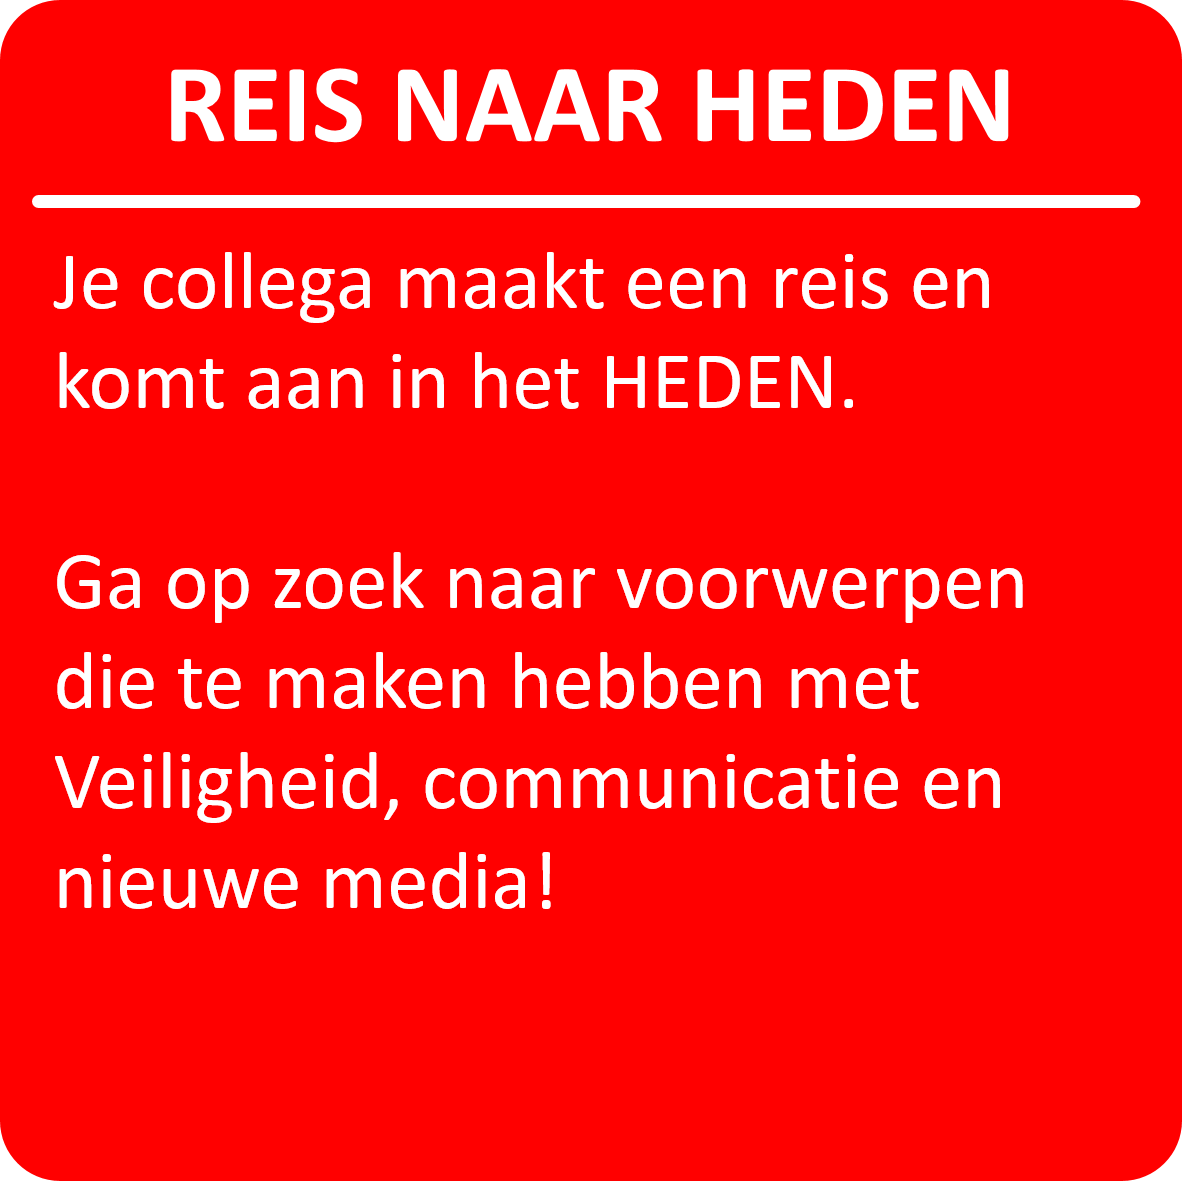 REIS NAAR HEDEN
Je collega maakt een reis en
komt aan in het HEDEN.
Ga op zoek naar voorwerpen
die te maken hebben met
Veiligheid, communicatie en
nieuwe media!